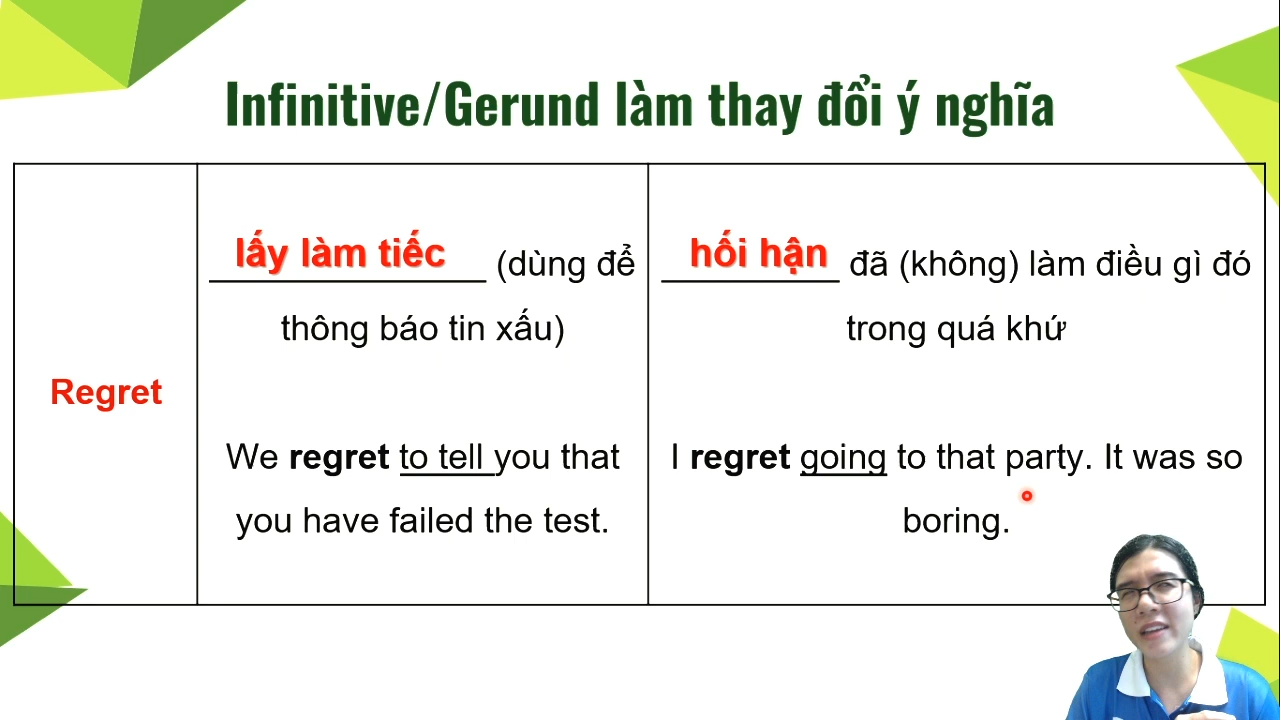 Infinitive/Gerund làm thay đổi ý nghĩa
Regret
lấy làm tiếc (dùng để
thông báo tin xấu)
We regret to tell you that
you have failed the test.
hối hận đã (không) làm điều gì đó
trong quá khứ
I regret going to that party. It was so
boring.